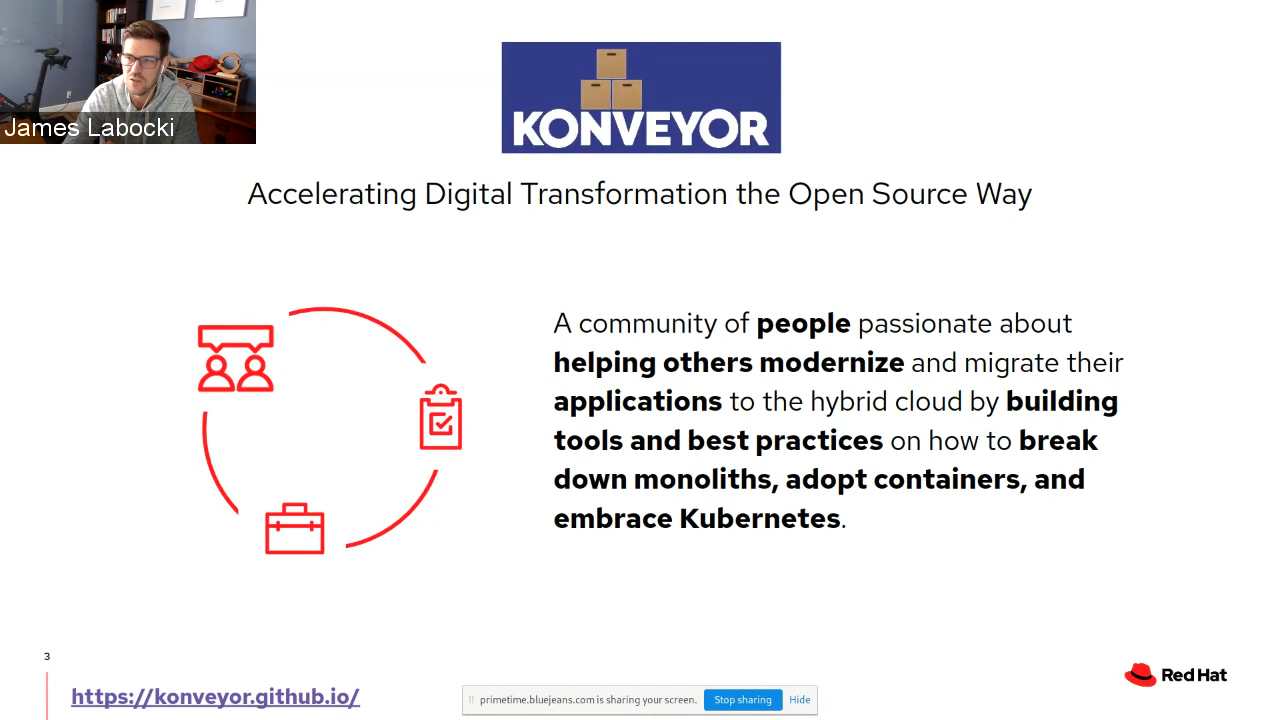 James Labocki
KONVEYOR
Accelerating Digital Transformation the Open Source Way
A community of people passionate about
helping others modernize and migrate their
applications to the hybrid cloud by building
tools and best practices on how to break
down monoliths, adopt containers, and
embrace Kubernetes.
3
https://konveyor.github.io/
primetime.bluejeans.com is sharing your screen.
Stop sharing
Hide
Red Hat